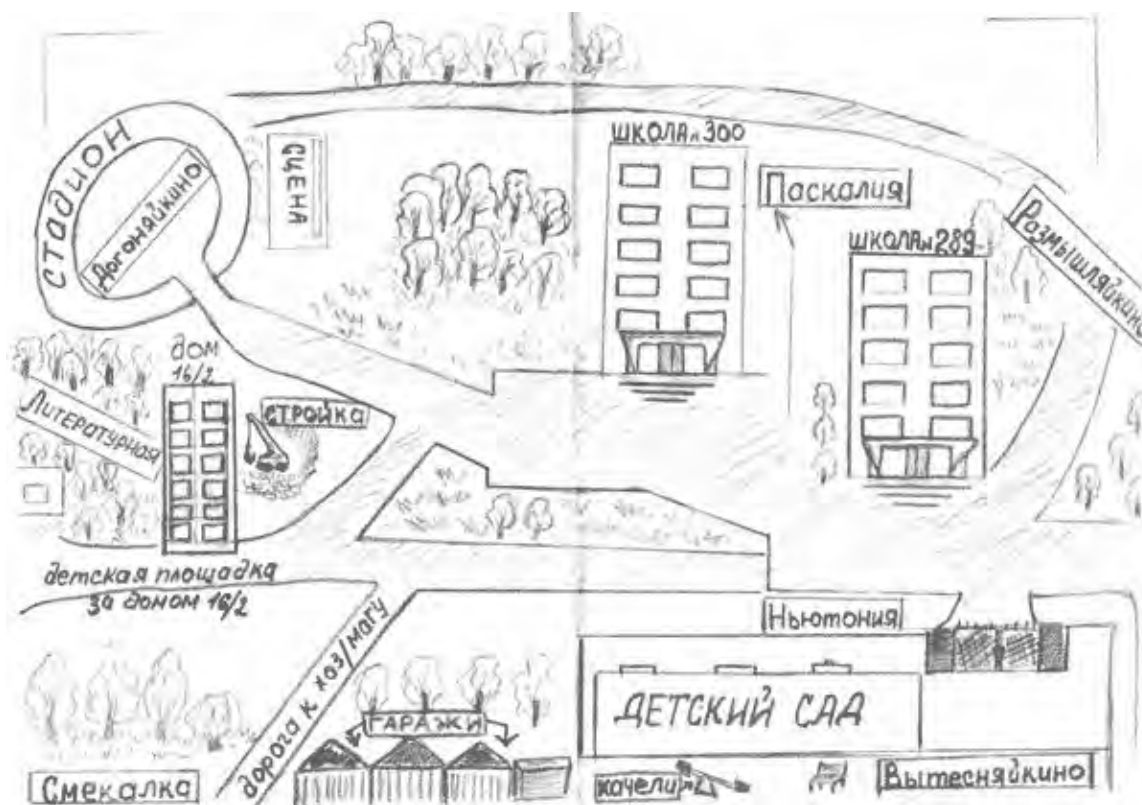 СТАДИОН
Догоняйкино
СЦЕНА
ШКОЛА № 300
Паскалия
ШКОЛА № 289
Размышляйкино
ДОМ
16/2
Литературная
СТРОЙКА
детская площадка
за домом 16/2
дорога к хоз/магу
Ньютония
ДЕТСКИЙ САД
ГАРАЖИ
Смекалка
качели
Вытесняйкино